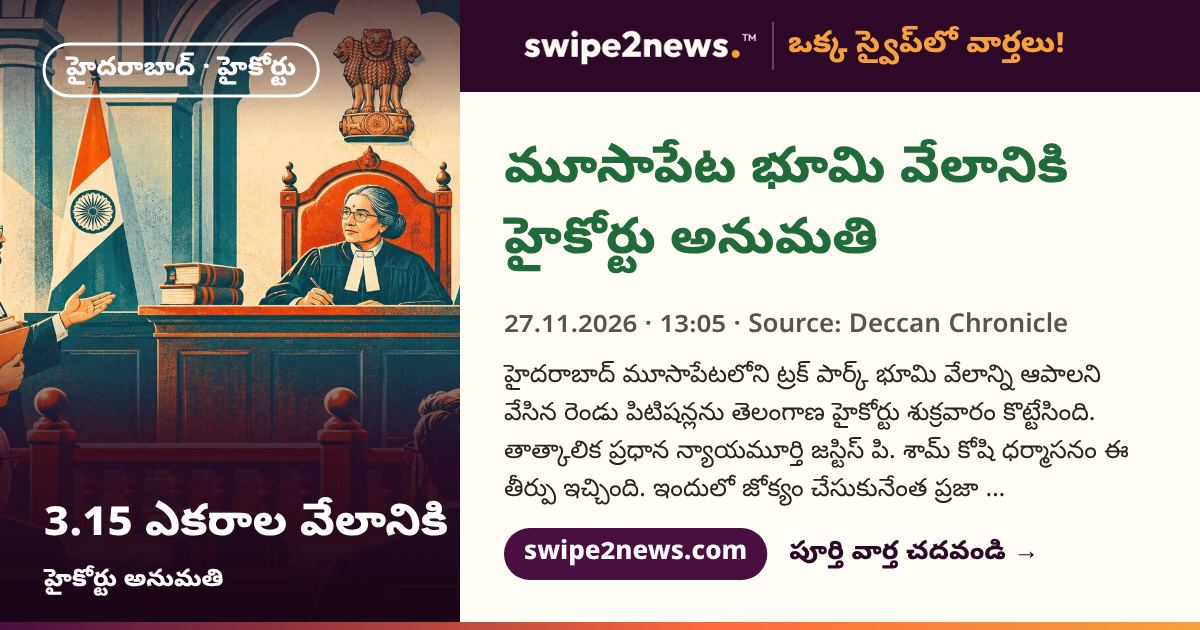 హైదరాబాద్ · హైకోర్టు
3.15 ఎకరాల వేలానికి
హైకోర్టు అనుమతి
swipe2news.™
ఒక్క స్వైప్‌లో వార్తలు!
మూసాపేట భూమి వేలానికి
హైకోర్టు అనుమతి
27.11.2026 · 13:05 · Source: Deccan Chronicle
హైదరాబాద్ మూసాపేటలోని ట్రక్ పార్క్ భూమి వేలాన్ని ఆపాలని
వేసిన రెండు పిటిషన్లను తెలంగాణ హైకోర్టు శుక్రవారం కొట్టేసింది.
తాత్కాలిక ప్రధాన న్యాయమూర్తి జస్టిస్ పి. శామ్ కోషి ధర్మాసనం ఈ
తీర్పు ఇచ్చింది. ఇందులో జోక్యం చేసుకునేంత ప్రజా ...
swipe2news.com
పూర్తి వార్త చదవండి →